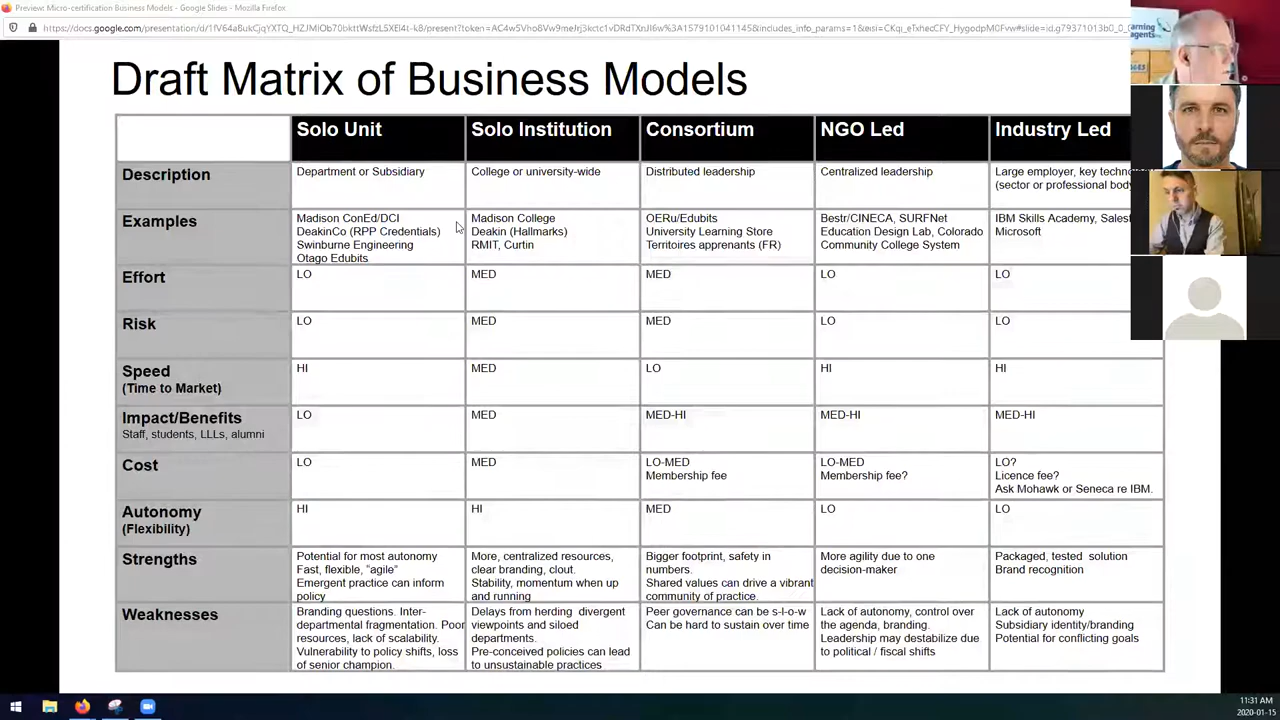 Preview: Micro-certification Business Models - Google Slides - Mozilla Firefox
Draft Matrix of Business Models
Solo Unit Solo Institution Consortium NGO Led Industry Led
Description Department or Subsidiary College or university-wide Distributed leadership Centralized leadership Large employer, key
(sector or professional body
Examples Madison ConEd/DCI Madison College OERu/Edubits Bestr/CINECA, SURFNet IBM Skills Academy,
DeakinCo (RPP Credentials) Deakin (Hallmarks) University Learning Store Education Design Lab, Colorado Microsoft
Swinburne Engineering RMIT, Curtin Territoires apprenants (FR) Community College System
Otago Edubits
Effort LO MED MED LO LO
Risk LO MED MED LO LO
Speed HI MED LO HI HI
(Time to Market)
Impact/Benefits LO MED MED-HI MED-HI MED-HI
Staff, students, LLLs, alumni
Cost LO MED LO-MED LO-MED LO?
Membership fee Membership fee? Licence fee?
Ask Mohawk or Seneca re IBM.
Autonomy HI HI MED LO LO
(Flexibility)
Strengths Potential for most autonomy More, centralized resources, Bigger footprint, safety in More agility due to one Packaged, tested solution
Fast, flexible, "agile" clear branding, clout. numbers. decision-maker Brand recognition
Emergent practice can inform Stability, momentum when up Shared values can drive a vibrant
policy and running community of practice.
Weaknesses Branding questions. Inter- Delays from herding divergent Peer governance can be s-l-o-w Lack of autonomy, control over Lack of autonomy
departmental fragmentation. Poor viewpoints and siloed Can be hard to sustain over time the agenda, branding. Subsidiary identity/branding
resources, lack of scalability. departments. Leadership may destabilize due Potential for conflicting goals
Vulnerability to policy shifts, loss Pre-conceived policies can lead to political / fiscal shifts
of senior champion. to unsustainable practices
11:31 AM
2020-01-15